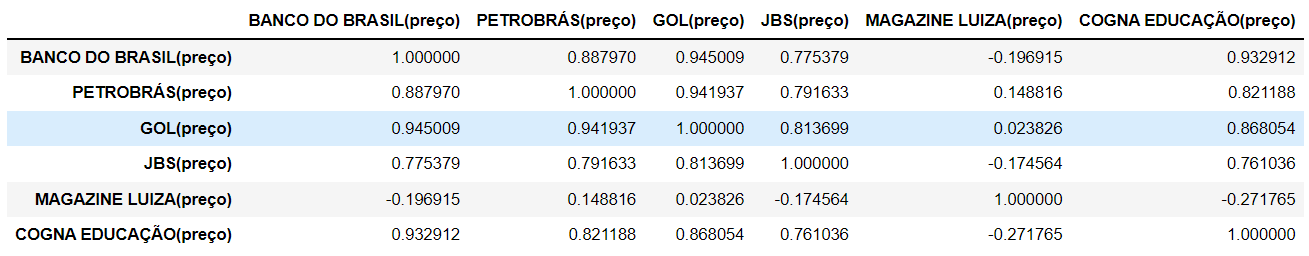 BANCO DO BRASIL(preço) PETROBRÁS(preço) GOL(preço) JBS(preço) MAGAZINE LUIZA(preço) COGNA EDUCAÇÃO(preço)
BANCO DO BRASIL(preço) 1.000000 0.887970 0.945009 0.775379 -0.196915 0.932912
PETROBRÁS(preço) 0.887970 1.000000 0.941937 0.791633 0.148816 0.821188
GOL(preço) 0.945009 0.941937 1.000000 0.813699 0.023826 0.868054
JBS(preço) 0.775379 0.791633 0.813699 1.000000 -0.174564 0.761036
MAGAZINE LUIZA(preço) -0.196915 0.148816 0.023826 -0.174564 1.000000 -0.271765
COGNA EDUCAÇÃO(preço) 0.932912 0.821188 0.868054 0.761036 -0.271765 1.000000